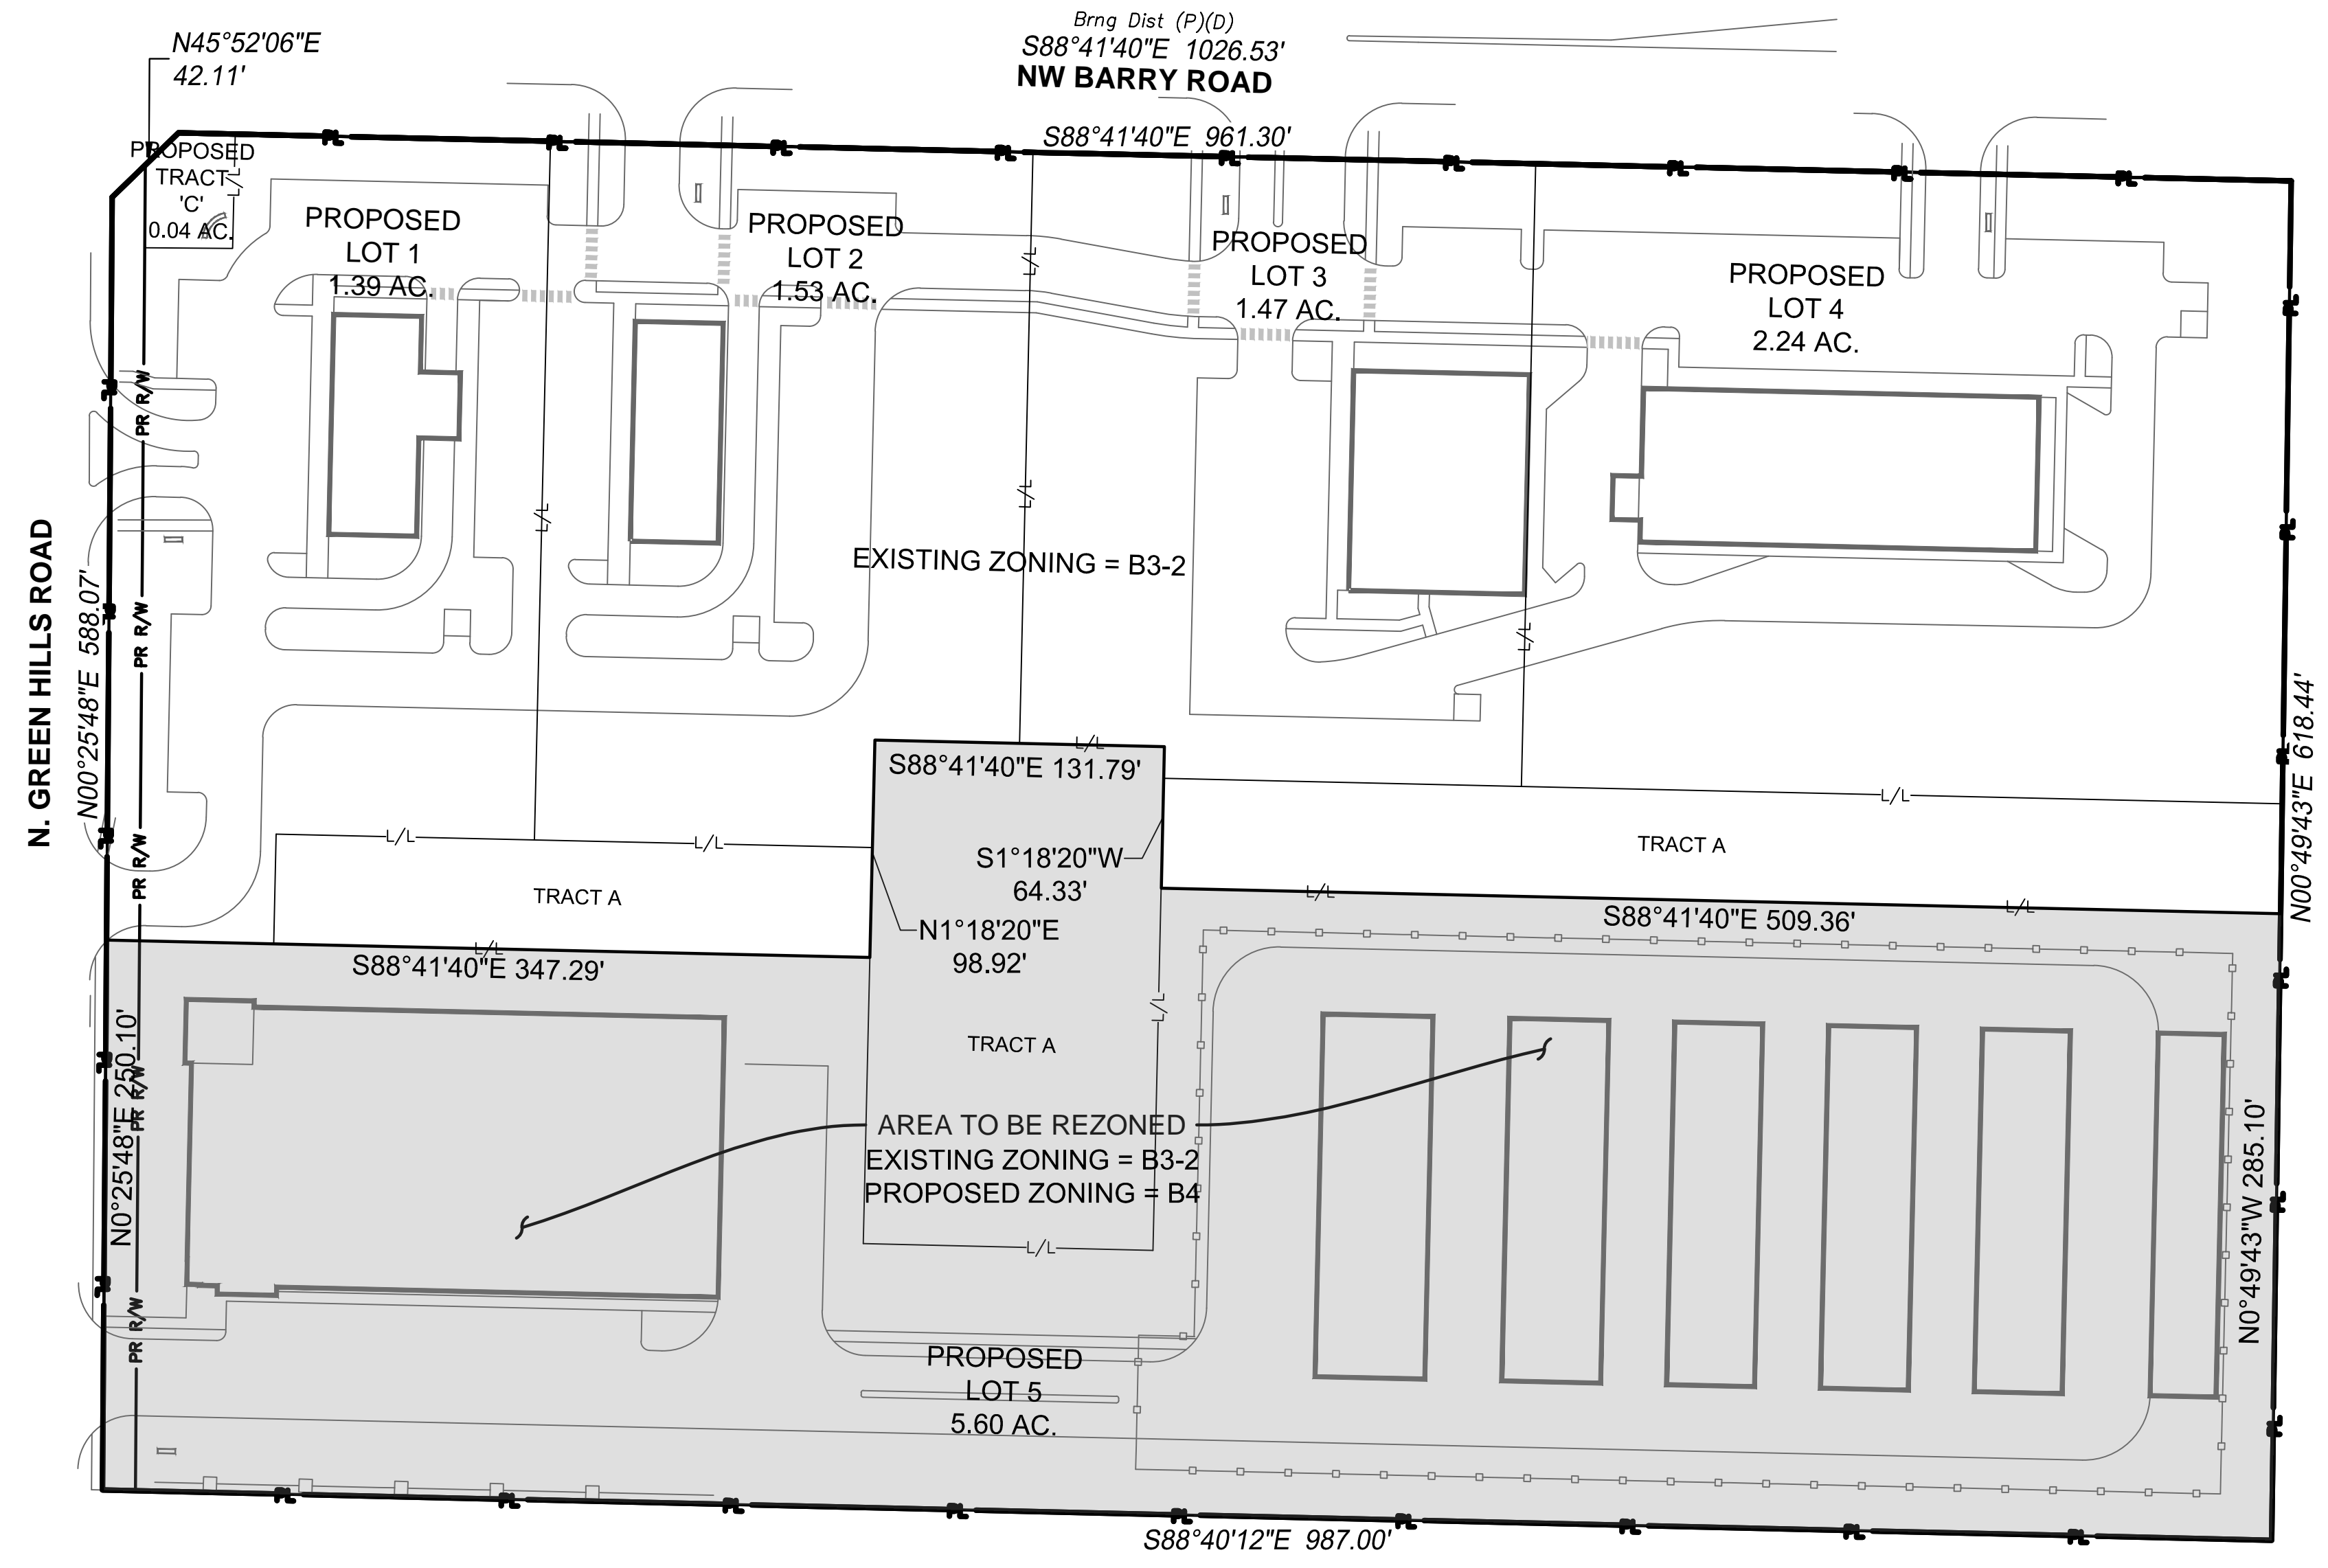 Brng Dist (P)(D)
S88°41'40"E 1026.53'
NW BARRY ROAD
N45°52'06"E
42.11'
S88°41'40"E 961.30'
PROPOSED
TRACT
'C'
0.04 AC.
L/L
PROPOSED
LOT 1
1.39 AC.
PROPOSED
LOT 2
1.53 AC.
L/L
PROPOSED
LOT 3
1.47 AC.
PROPOSED
LOT 4
2.24 AC.
PR R/W
L/L
L/L
EXISTING ZONING = B3-2
N. GREEN HILLS ROAD
N00°25'48"E 588.07'
PR R/W
L/L
N00°49'43"E 618.44'
L/L
S88°41'40"E 131.79'
L/L
L/L
L/L
PR R/W
TRACT A
S1°18'20"W
64.33'
TRACT A
L/L
L/L
S88°41'40"E 509.36'
N1°18'20"E
98.92'
L/L
S88°41'40"E 347.29'
L/L
TRACT A
N0°25'48"E 250.10'
PR R/W
AREA TO BE REZONED
EXISTING ZONING = B3-2
PROPOSED ZONING = B4
L/L
N0°49'43"W 285.10'
PR R/W
PROPOSED
LOT 5
5.60 AC.
S88°40'12"E 987.00'